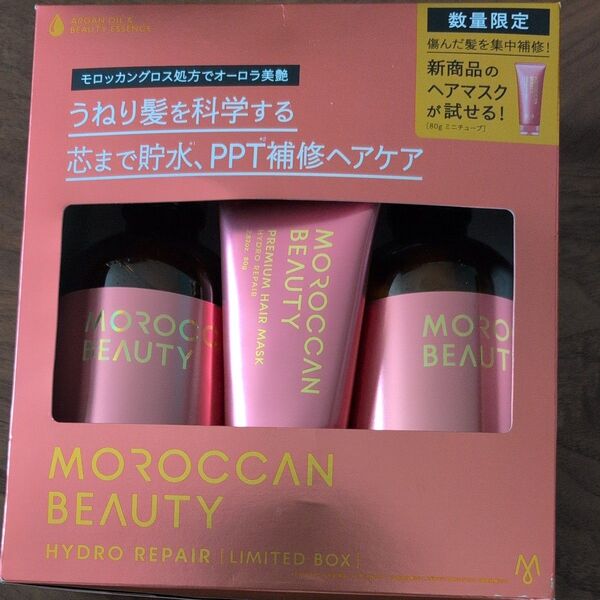 ARGAN OIL &
BEAUTY ESSENCE
数量限定
傷んだ髪を集中補修!
新商品の
ヘアマスク
が試せる!
[80g ミニチューブ]
モロッカングロス処方でオーロラ美艶
うねり髪を科学する
芯まで貯水、PPT補修ヘアケア
MOROCC
BEAUTY
MOROCCAN
BEAUTY
PREMIUM HAIR MASK
HYDRO REPAIR
2.82oz. 80g
MORO
BEAUT
MOROCCAN
BEAUTY
HYDRO REPAIR [LIMITED BOX]